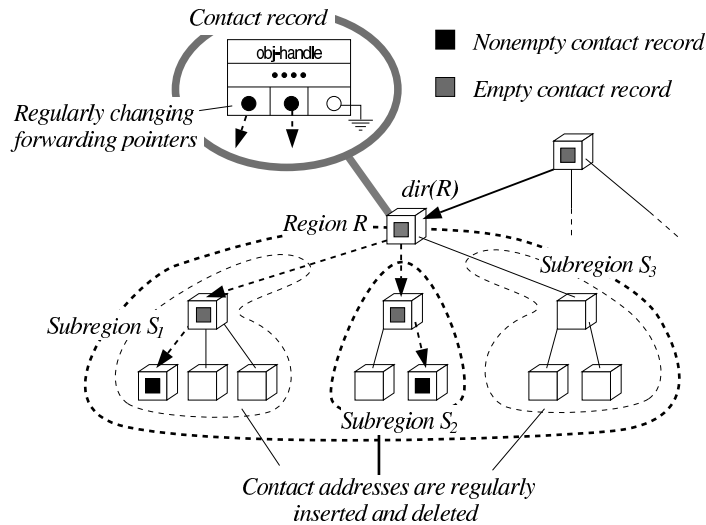 Contact record
obj-handle
Nonempty contact record
Empty contact record
Regularly changing
forwarding pointers
dir(R)
Region R
Subregion S3
Subregion S1
Subregion S2
Contact addresses are regularly
inserted and deleted